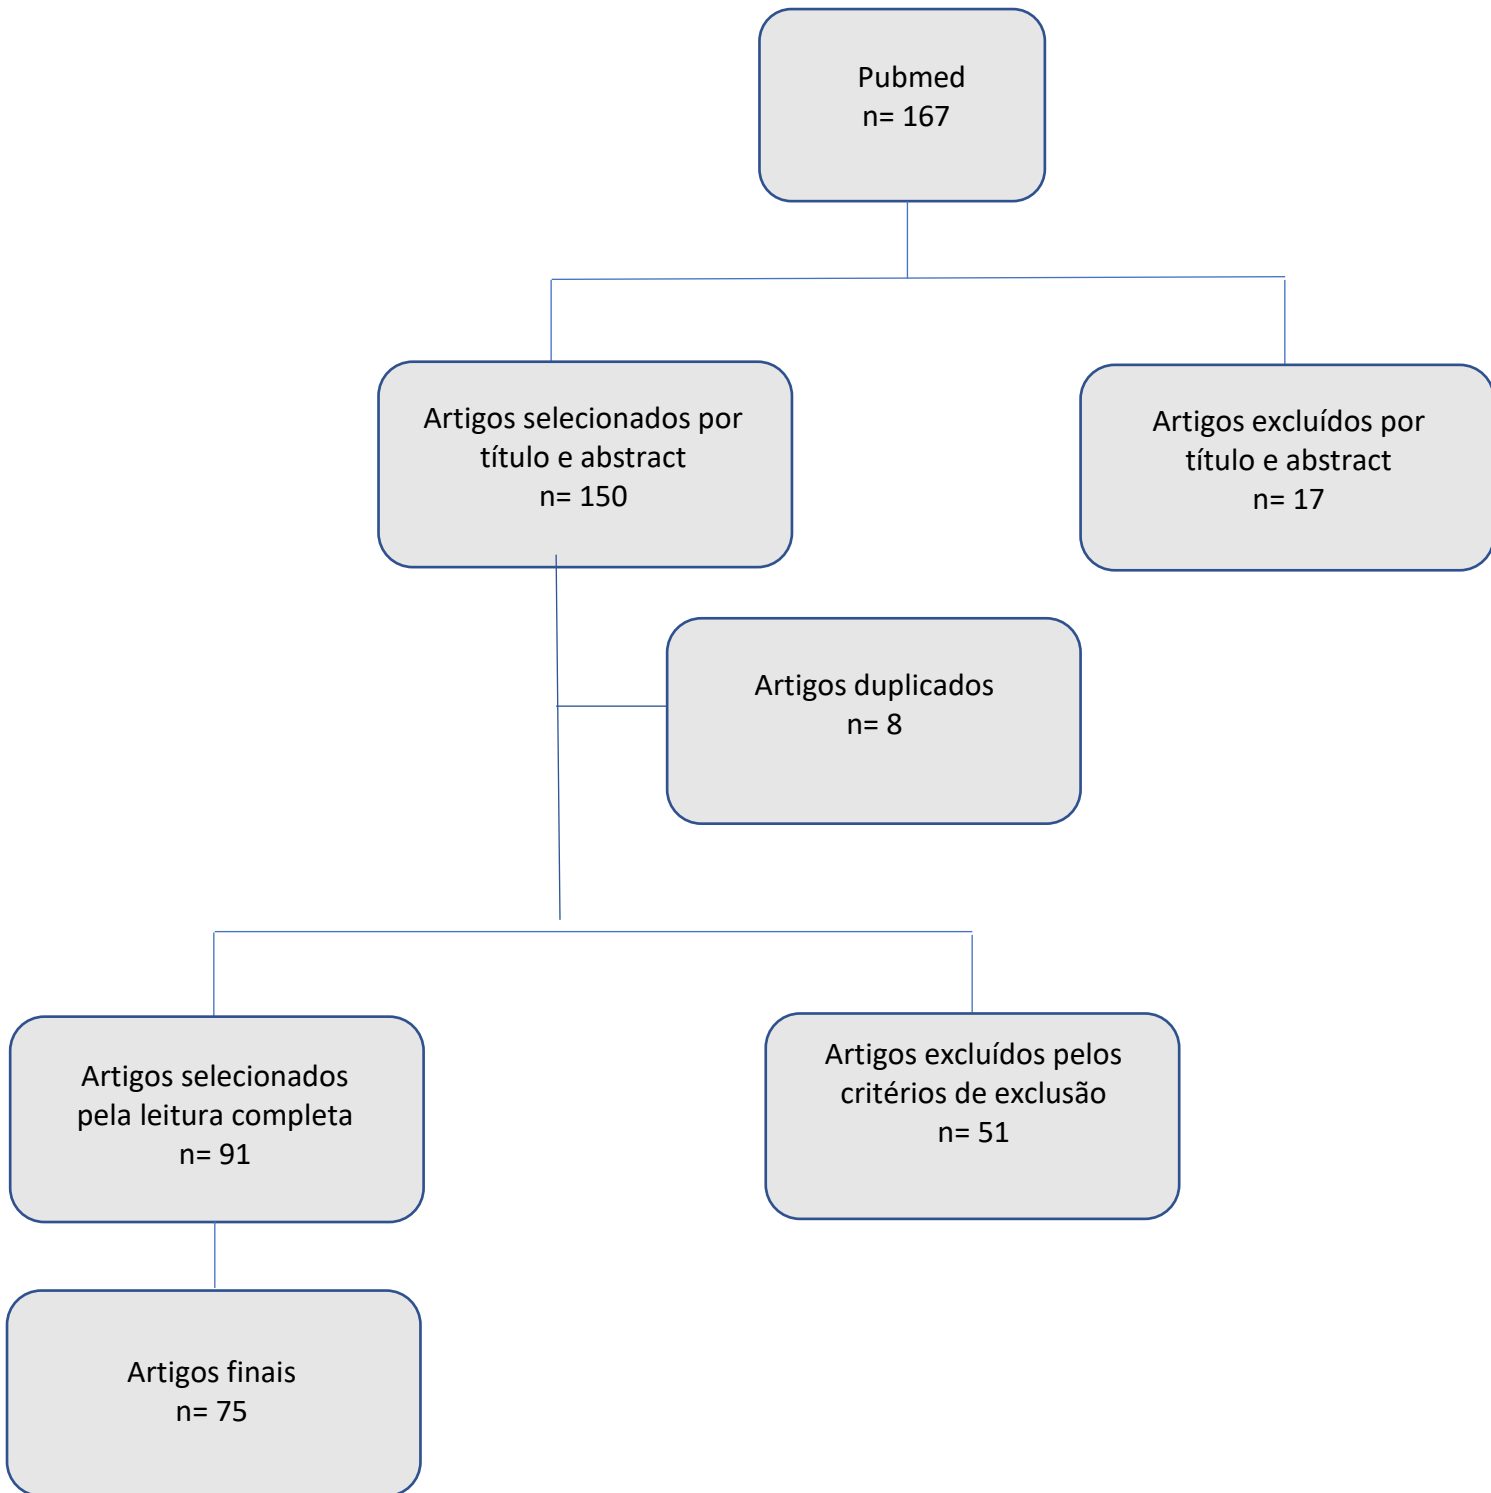 Pubmed
n= 167
Artigos selecionados por
título e abstract
n= 150
Artigos excluídos por
título e abstract
n= 17
Artigos duplicados
n= 8
Artigos selecionados
pela leitura completa
n= 91
Artigos excluídos pelos
critérios de exclusão
n= 51
Artigos finais
n= 75